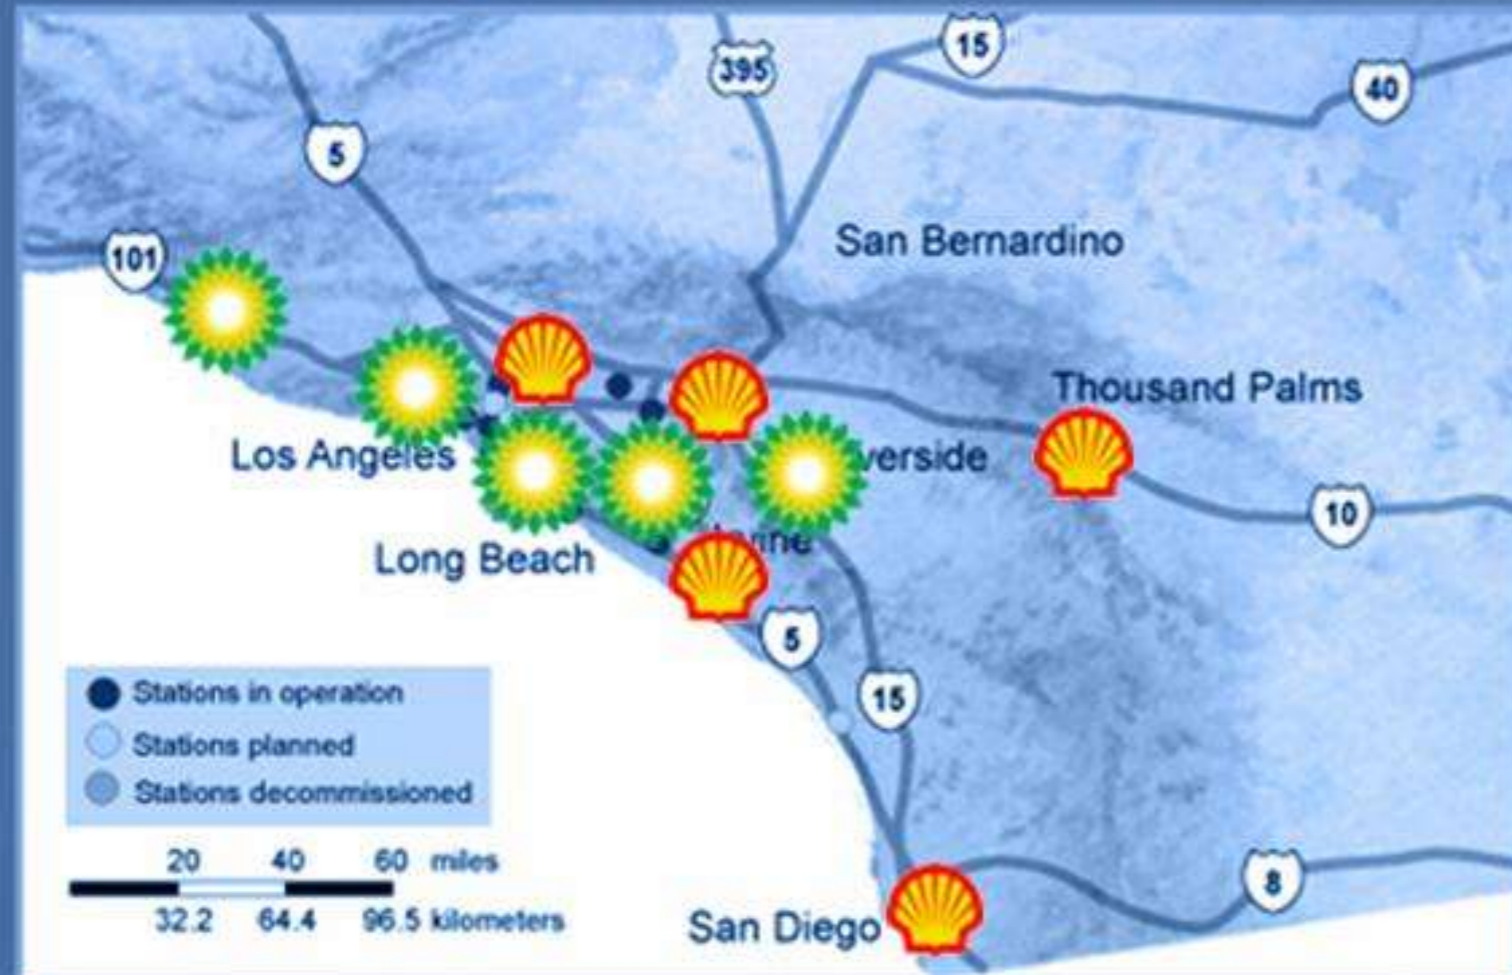 15
395
40
5
San Bernardino
101
Thousand Palms
Los Angeles
verside
10
Long Beach
5
15
Stations in operation
Stations planned
Stations decommissioned
20 40 60 miles
32.2 64.4 96.5 kilometers
8
San Diego